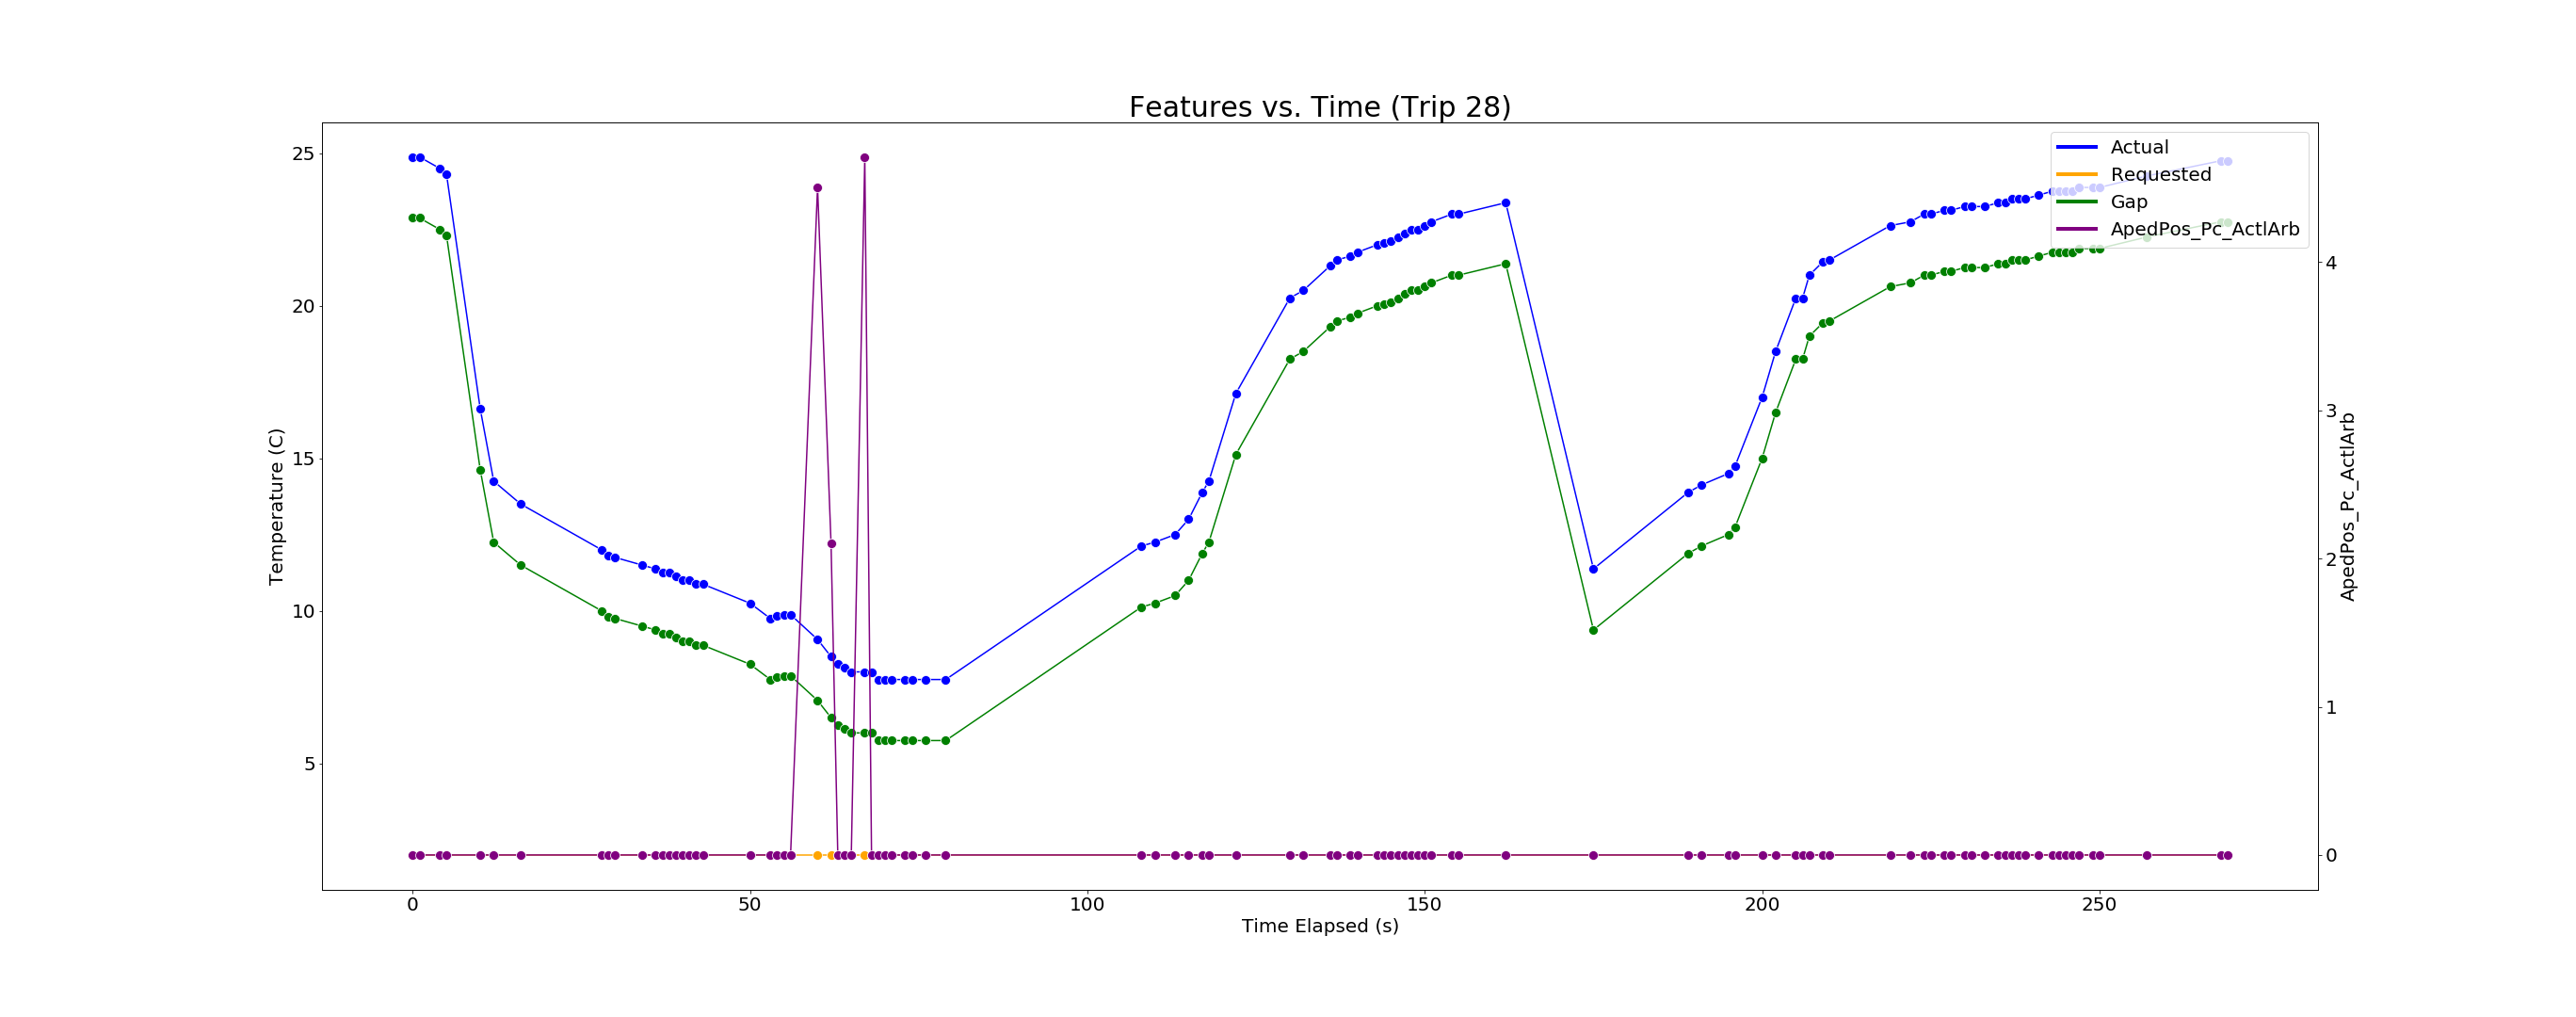 Features vs. Time (Trip 28)
Actual
Requested
Gap
ApedPos_Pc_ActlArb
25
20
15
10
5
Temperature (C)
4
3
2
1
0
ApedPos_Pc_ActlArb
0 50 100 150 200 250
Time Elapsed (s)